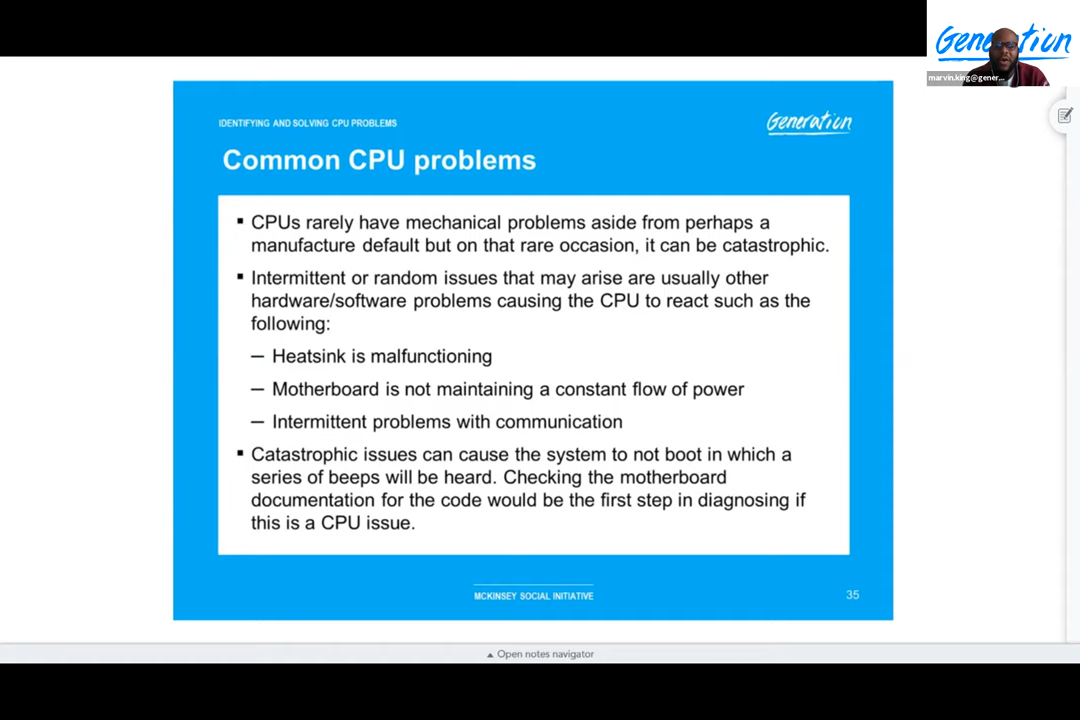 Generation
marvin.king@gener...
IDENTIFYING AND SOLVING CPU PROBLEMS
Generation
Common CPU problems
▪ CPUs rarely have mechanical problems aside from perhaps a
manufacture default but on that rare occasion, it can be catastrophic.
▪ Intermittent or random issues that may arise are usually other
hardware/software problems causing the CPU to react such as the
following:
– Heatsink is malfunctioning
– Motherboard is not maintaining a constant flow of power
– Intermittent problems with communication
▪ Catastrophic issues can cause the system to not boot in which a
series of beeps will be heard. Checking the motherboard
documentation for the code would be the first step in diagnosing if
this is a CPU issue.
MCKINSEY SOCIAL INITIATIVE
35
▲ Open notes navigator